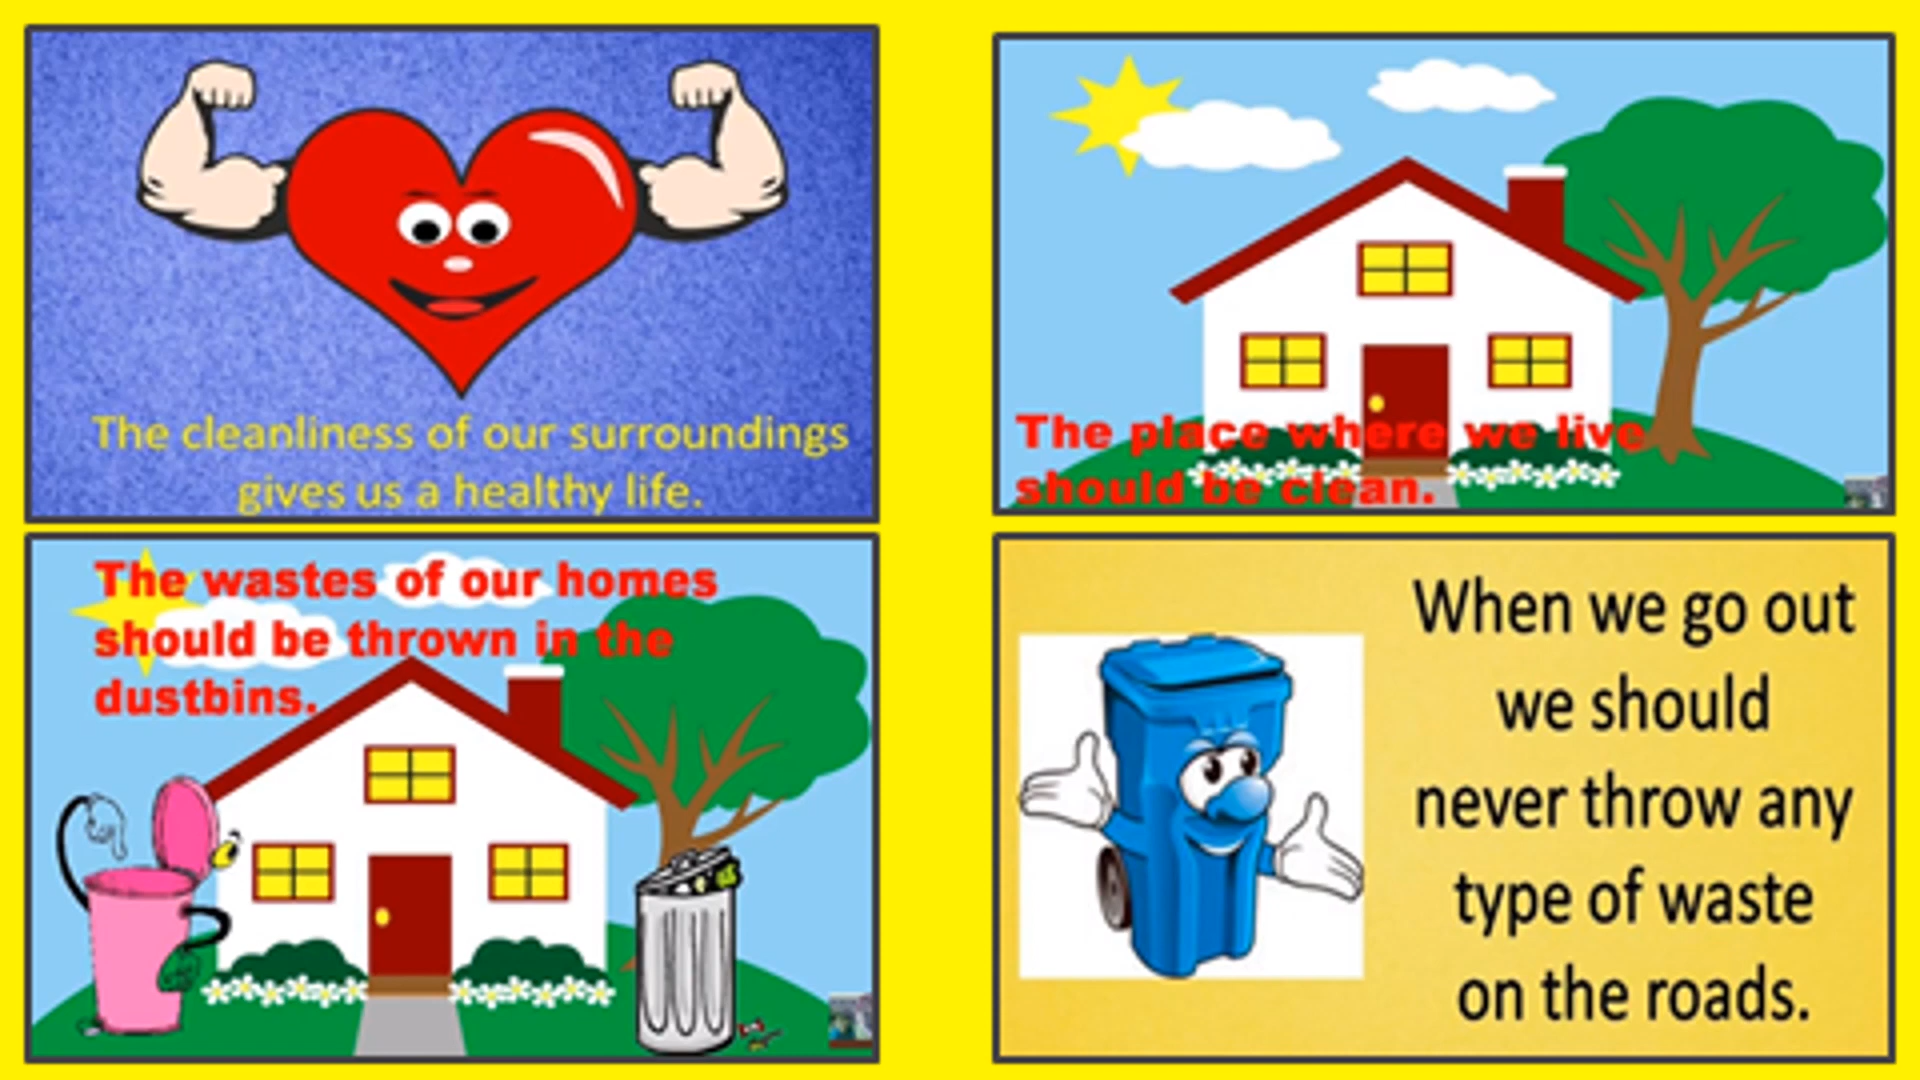 The cleanliness of our surroundings
gives us a healthy life.
The place where we live
should be clean.
The wastes of our homes
should be thrown in the
dustbins.
When we go out
we should
never throw any
type of waste
on the roads.